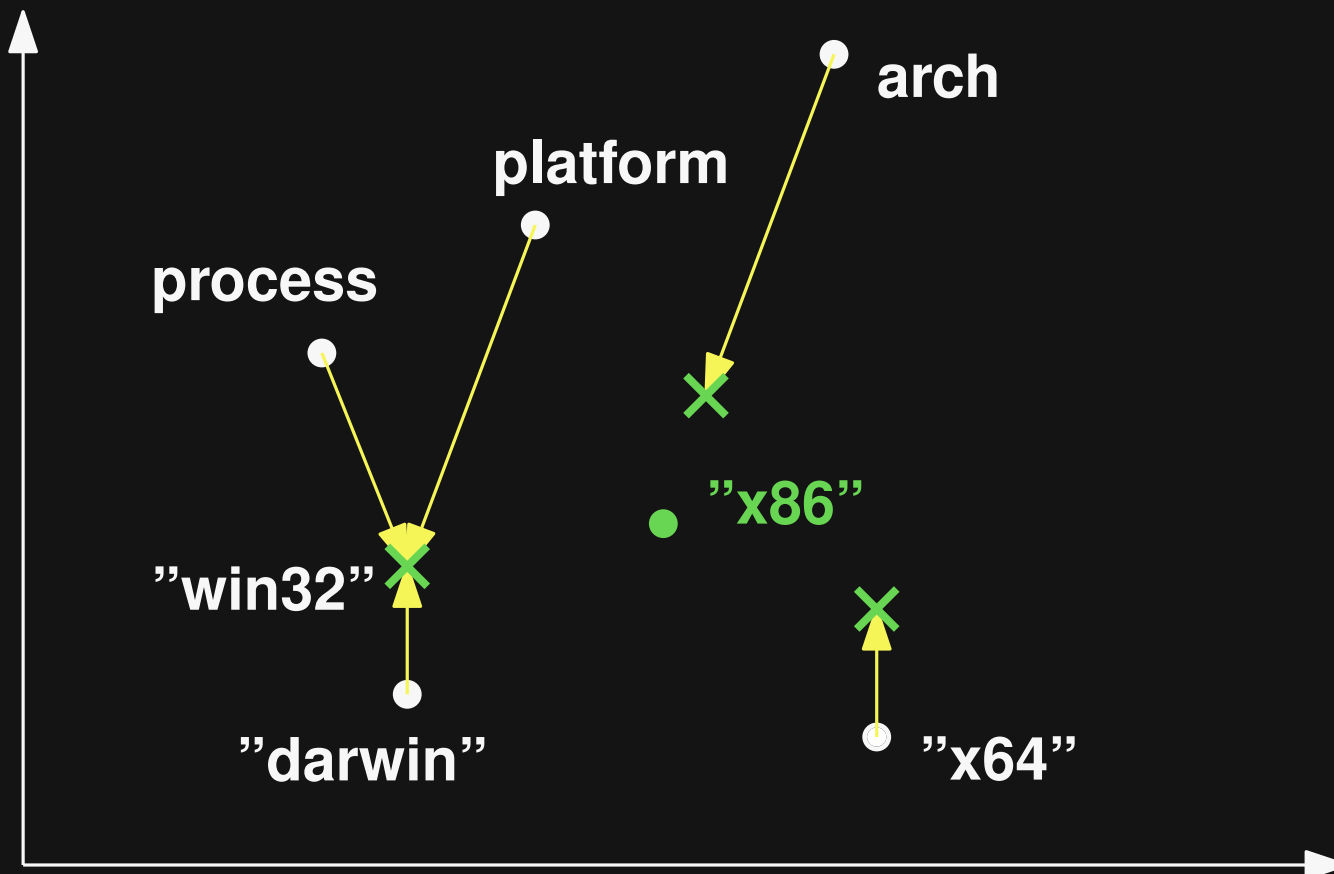 arch
platform
process
”x86”
”win32”
”darwin”
”x64”